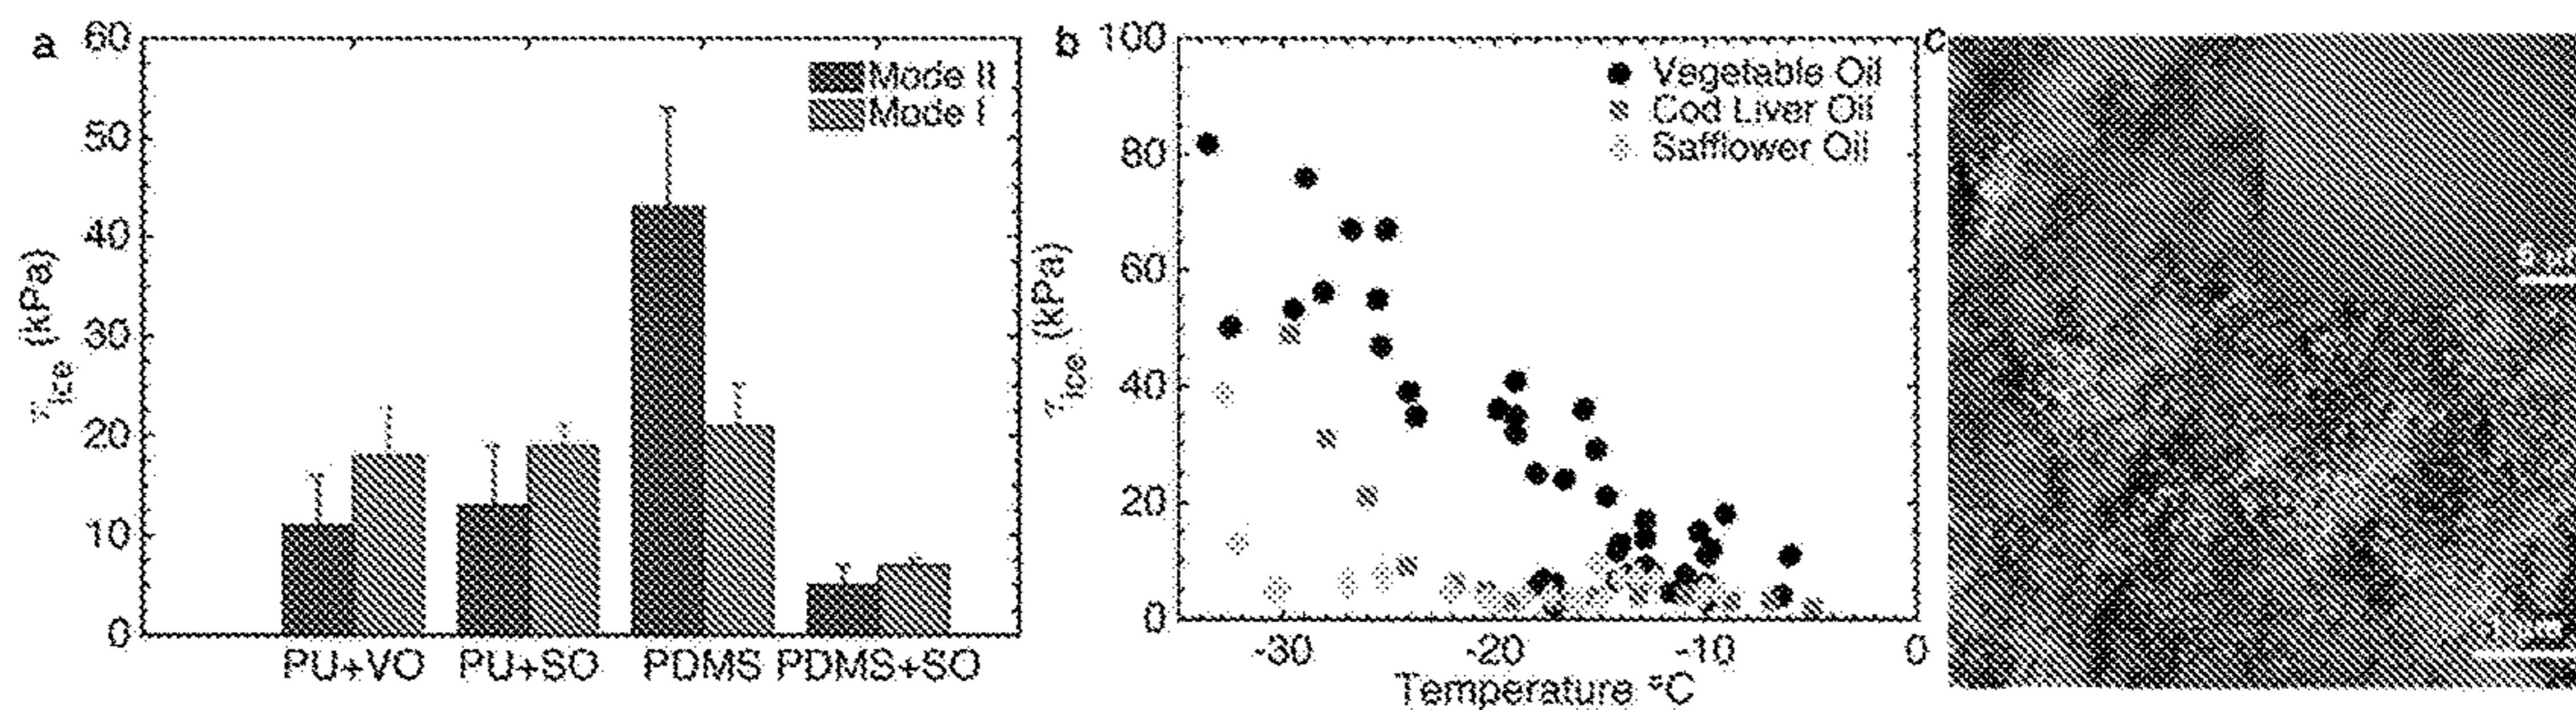 a
60
50
40
30
20
10
0
τice (kPa)
Mode II
Mode I
PU+VO PU+SO PDMS PDMS+SO
b
100
80
60
40
20
0
τice (kPa)
Vegetable Oil
Cod Liver Oil
Safflower Oil
-30 -20 -10 0
Temperature °C
c